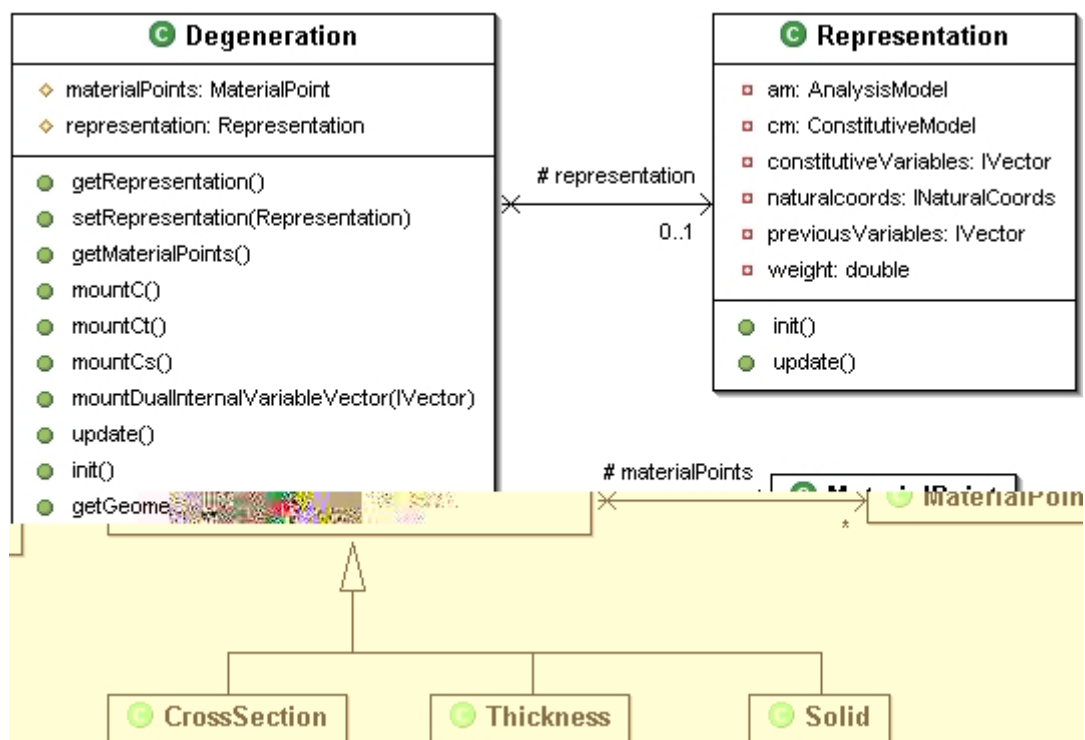 Degeneration
materialPoints: MaterialPoint
representation: Representation
getRepresentation()
setRepresentation(Representation)
getMaterialPoints()
mountC()
mountCt()
mountCs()
mountDualInternalVariableVector(IVector)
update()
init()
getGeome
# representation
0..1
Representation
am: AnalysisModel
cm: ConstitutiveModel
constitutiveVariables: IVector
naturalcoords: INaturalCoords
previousVariables: IVector
weight: double
init()
update()
# materialPoints
*
MaterialPoin
CrossSection
Thickness
Solid